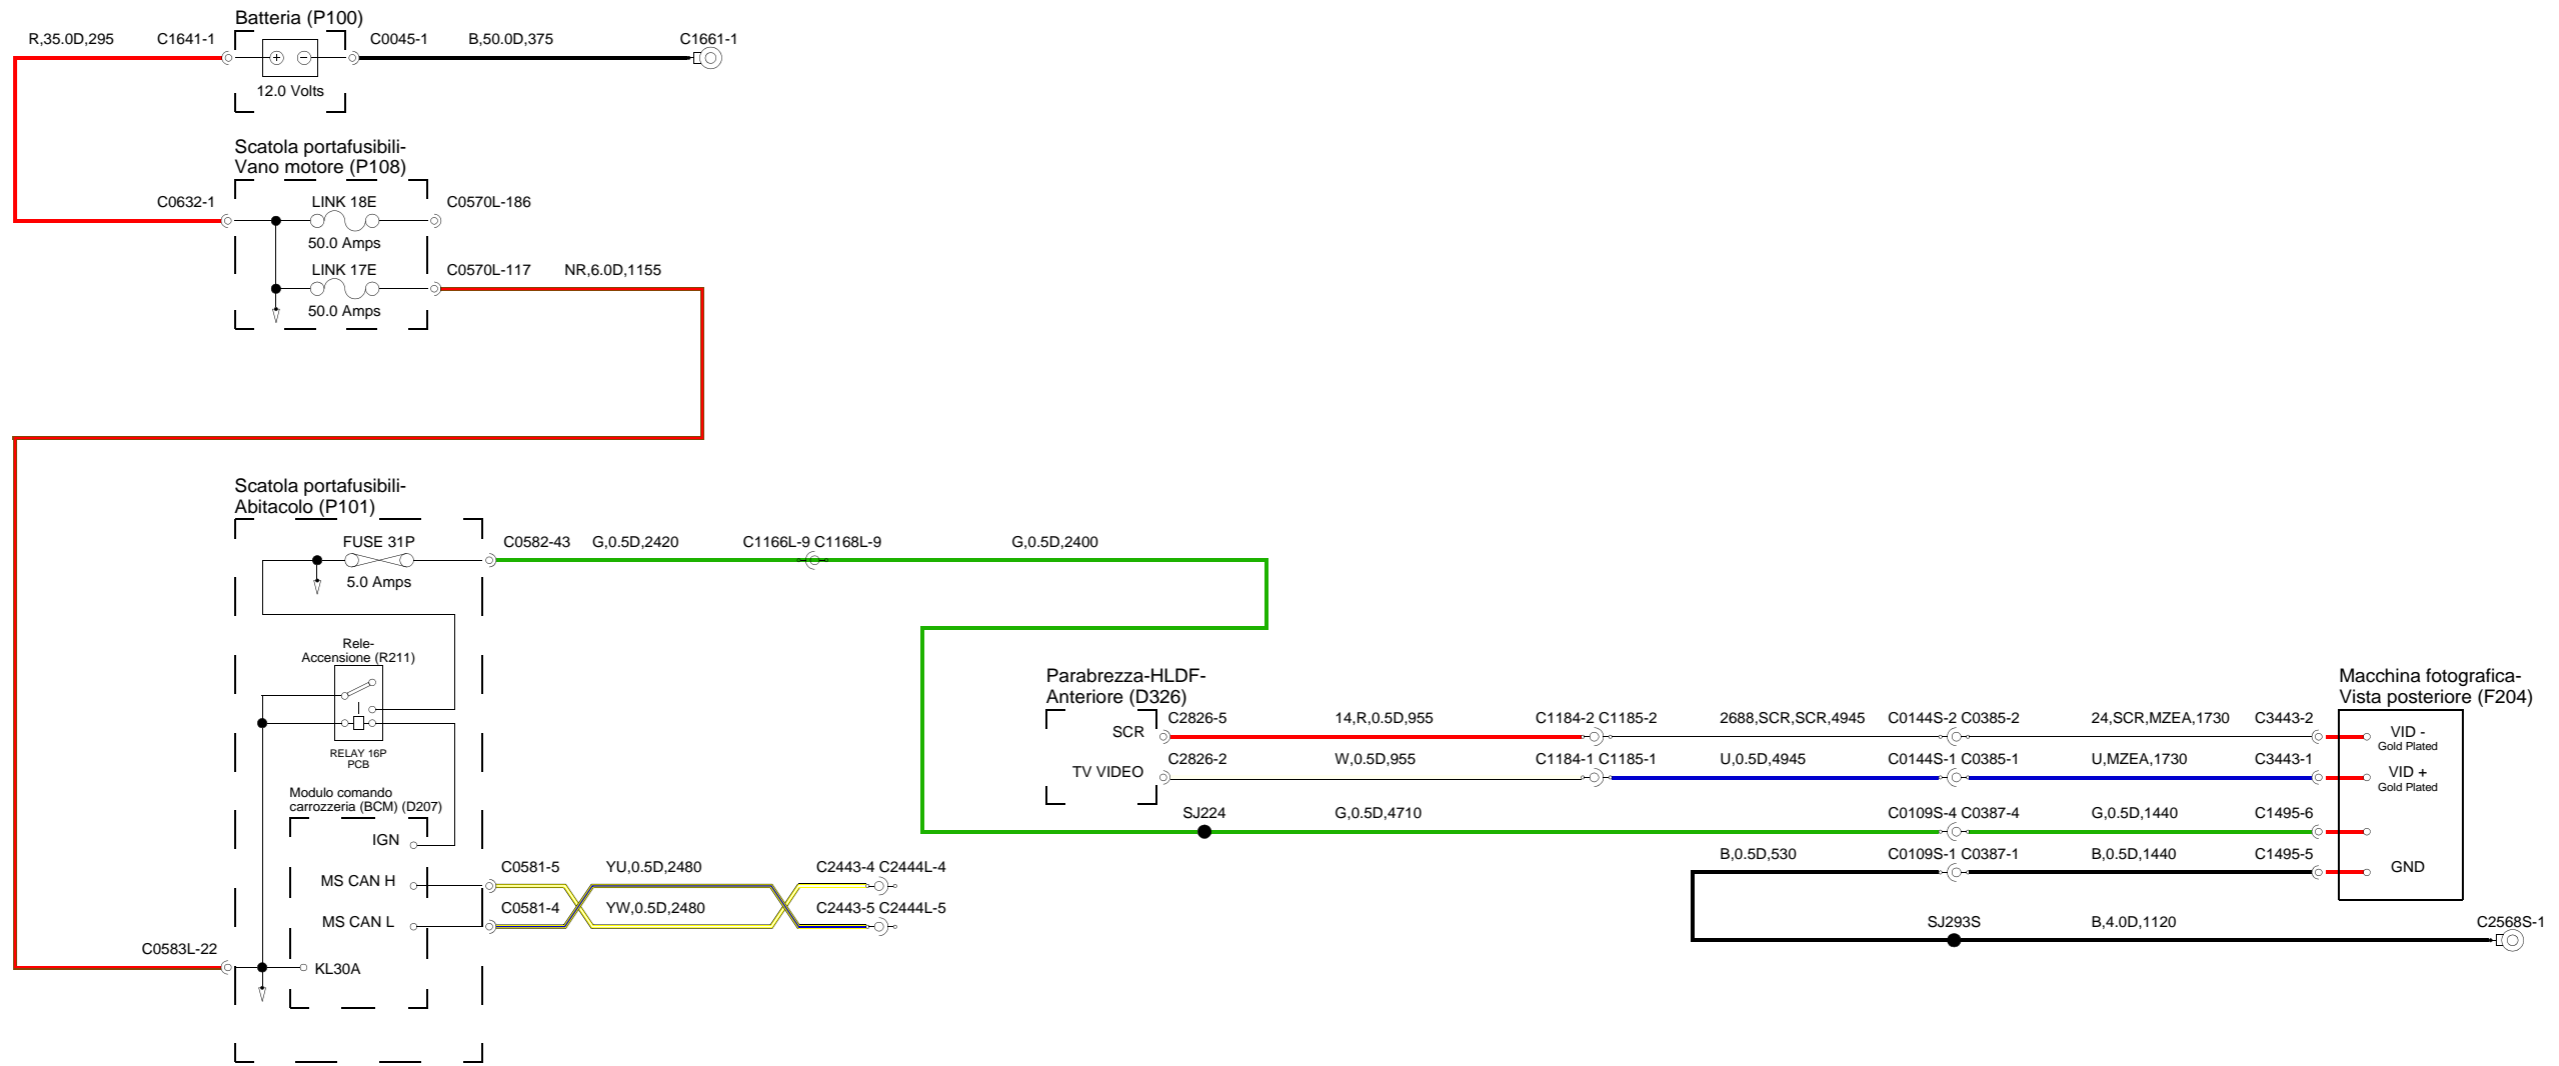 Batteria (P100)
R,35.0D,295
C1641-1
C0045-1
B,50.0D,375
C1661-1
12.0 Volts
Scatola portafusibili-
Vano motore (P108)
C0632-1
LINK 18E
C0570L-186
50.0 Amps
LINK 17E
C0570L-117
NR,6.0D,1155
50.0 Amps
Scatola portafusibili-
Abitacolo (P101)
FUSE 31P
C0582-43
G,0.5D,2420
C1166L-9 C1168L-9
G,0.5D,2400
5.0 Amps
Rele-
Accensione (R211)
RELAY 16P
PCB
Modulo comando
carrozzeria (BCM) (D207)
IGN
MS CAN H
C0581-5
YU,0.5D,2480
C2443-4 C2444L-4
MS CAN L
C0581-4
YW,0.5D,2480
C2443-5 C2444L-5
C0583L-22
KL30A
Parabrezza-HLDF-
Anteriore (D326)
Macchina fotografica-
Vista posteriore (F204)
SCR
C2826-5
14,R,0.5D,955
C1184-2 C1185-2
2688,SCR,SCR,4945
C0144S-2 C0385-2
24,SCR,MZEA,1730
C3443-2
VID -
Gold Plated
TV VIDEO
C2826-2
W,0.5D,955
C1184-1 C1185-1
U,0.5D,4945
C0144S-1 C0385-1
U,MZEA,1730
C3443-1
VID +
Gold Plated
SJ224
G,0.5D,4710
C0109S-4 C0387-4
G,0.5D,1440
C1495-6
B,0.5D,530
C0109S-1 C0387-1
B,0.5D,1440
C1495-5
GND
SJ293S
B,4.0D,1120
C2568S-1